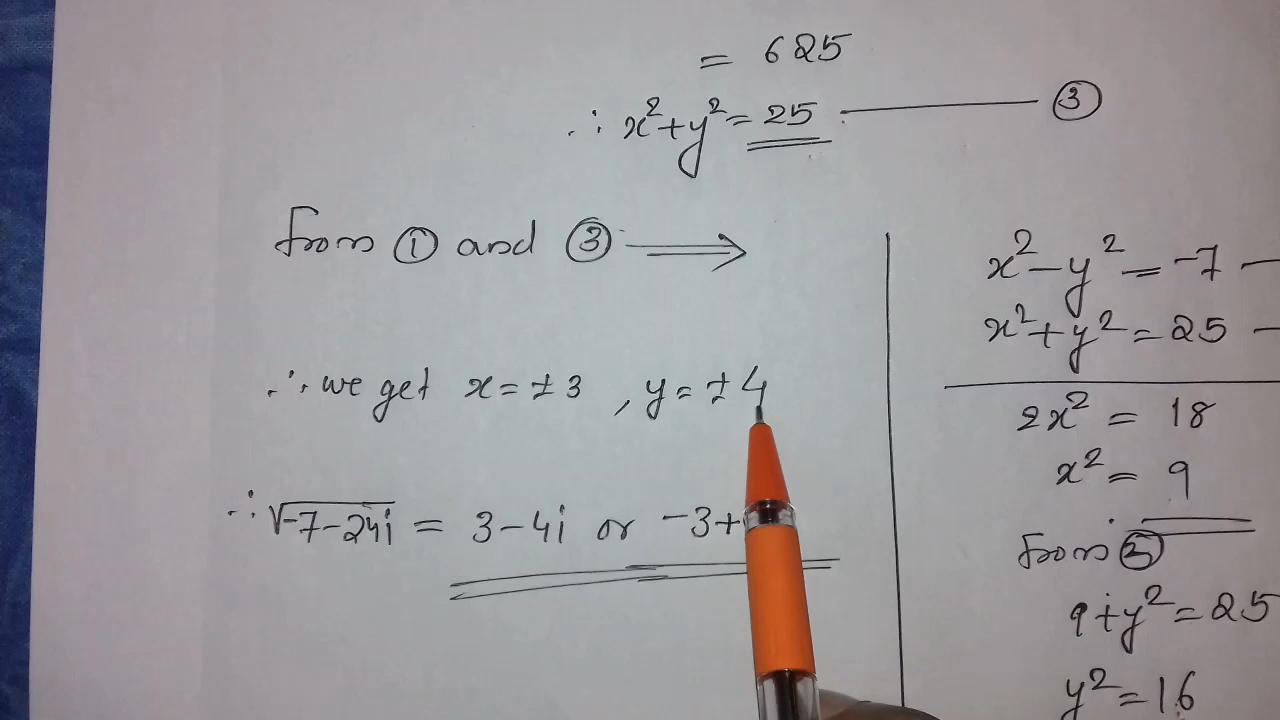 = 625
∴ x²+y² = 25 ——— ③
from ① and ③ ⟹
∴ we get x = ±3 , y = ±4
∴ √-7-24i = 3-4i or -3+
x² - y² = -7 —
x² + y² = 25 —
2x² = 18
x² = 9
from
9+y² = 25
y² = 16